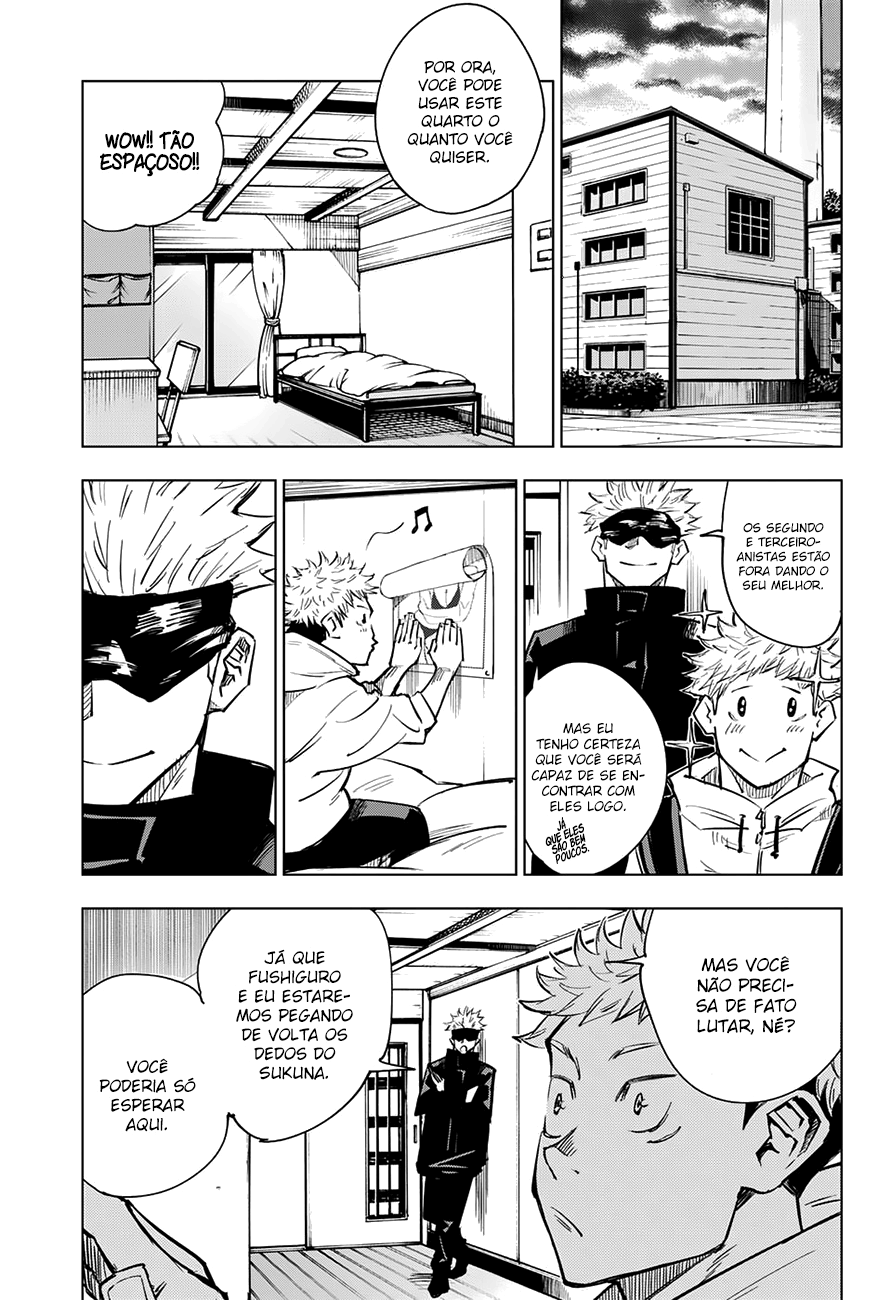 POR ORA,
VOCÊ PODE
USAR ESTE
QUARTO O
QUANTO VOCÊ
QUISER.
WOW!! TÃO
ESPAÇOSO!!
OS SEGUNDO
E TERCEIRO-
ANISTAS ESTÃO
FORA DANDO O
SEU MELHOR.
MAS EU
TENHO CERTEZA
QUE VOCÊ SERÁ
CAPAZ DE SE EN-
CONTRAR COM
ELES LOGO.
JÁ
QUE ELES
SÃO BEM
POUCOS.
MAS VOCÊ
NÃO PRECI-
SA DE FATO
LUTAR, NÉ?
JÁ QUE
FUSHIGURO
E EU ESTARE-
MOS PEGANDO
DE VOLTA OS
DEDOS DO
SUKUNA.
VOCÊ
PODERIA SÓ
ESPERAR
AQUI.